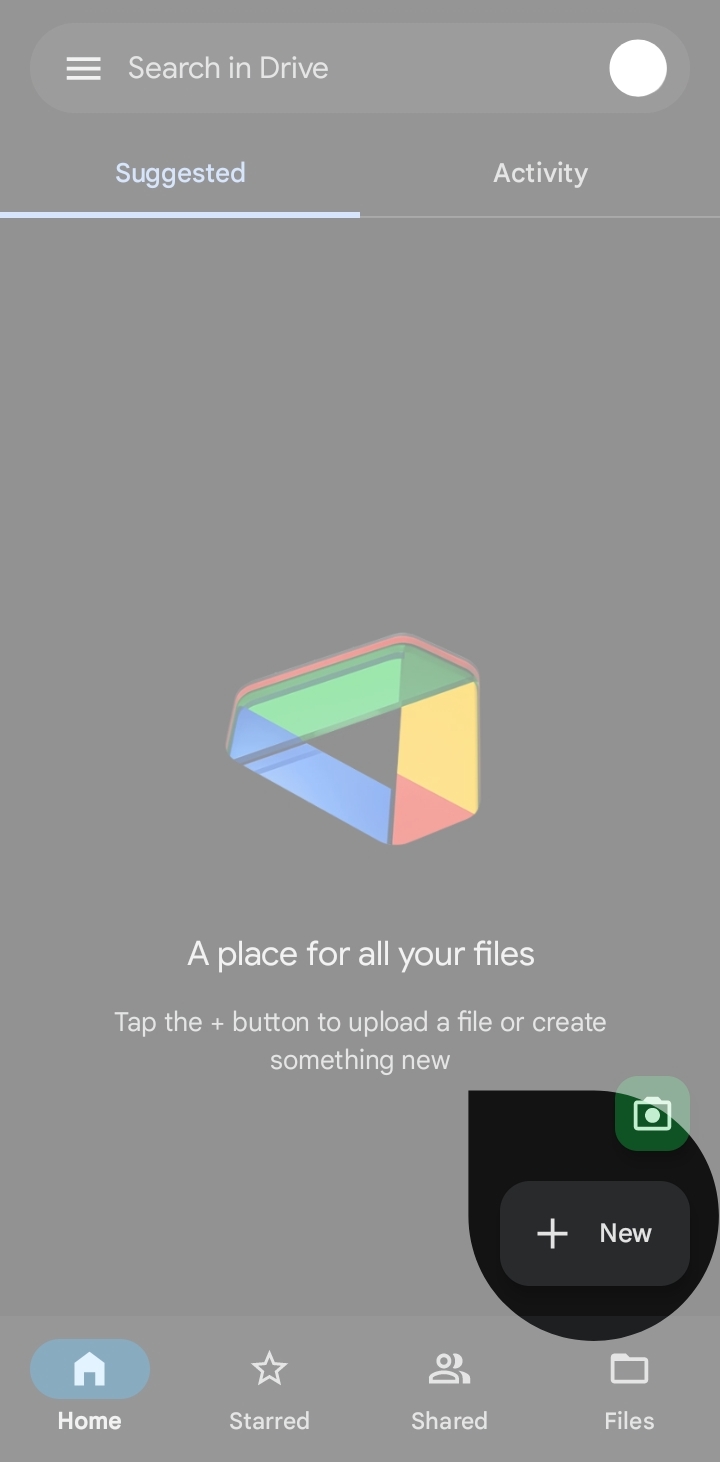 Search in Drive
Suggested
Activity
A place for all your files
Tap the + button to upload a file or create
something new
New
Home
Starred
Shared
Files